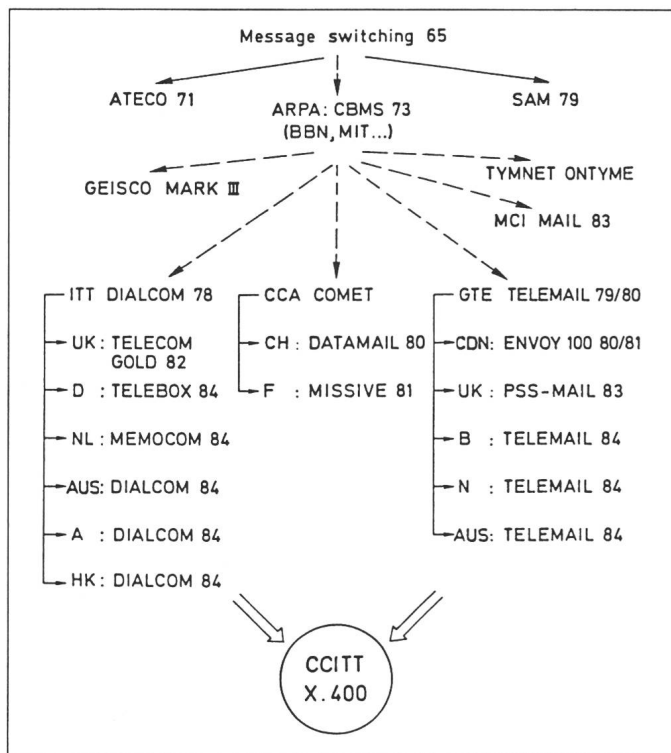 Message switching 65
ATECO 71
SAM 79
ARPA: CBMS 73
(BBN, MIT...)
TYMNET ONTYME
GEISCO MARK III
MCI MAIL 83
ITT DIALCOM 78
UK: TELECOM
GOLD 82
D : TELEBOX 84
NL: MEMOCOM 84
AUS: DIALCOM 84
A : DIALCOM 84
HK: DIALCOM 84
CCA COMET
CH: DATAMAIL 80
F : MISSIVE 81
GTE TELEMAIL 79/80
CDN: ENVOY 100 80/81
UK: PSS-MAIL 83
B : TELEMAIL 84
N : TELEMAIL 84
AUS: TELEMAIL 84
CCITT
X.400